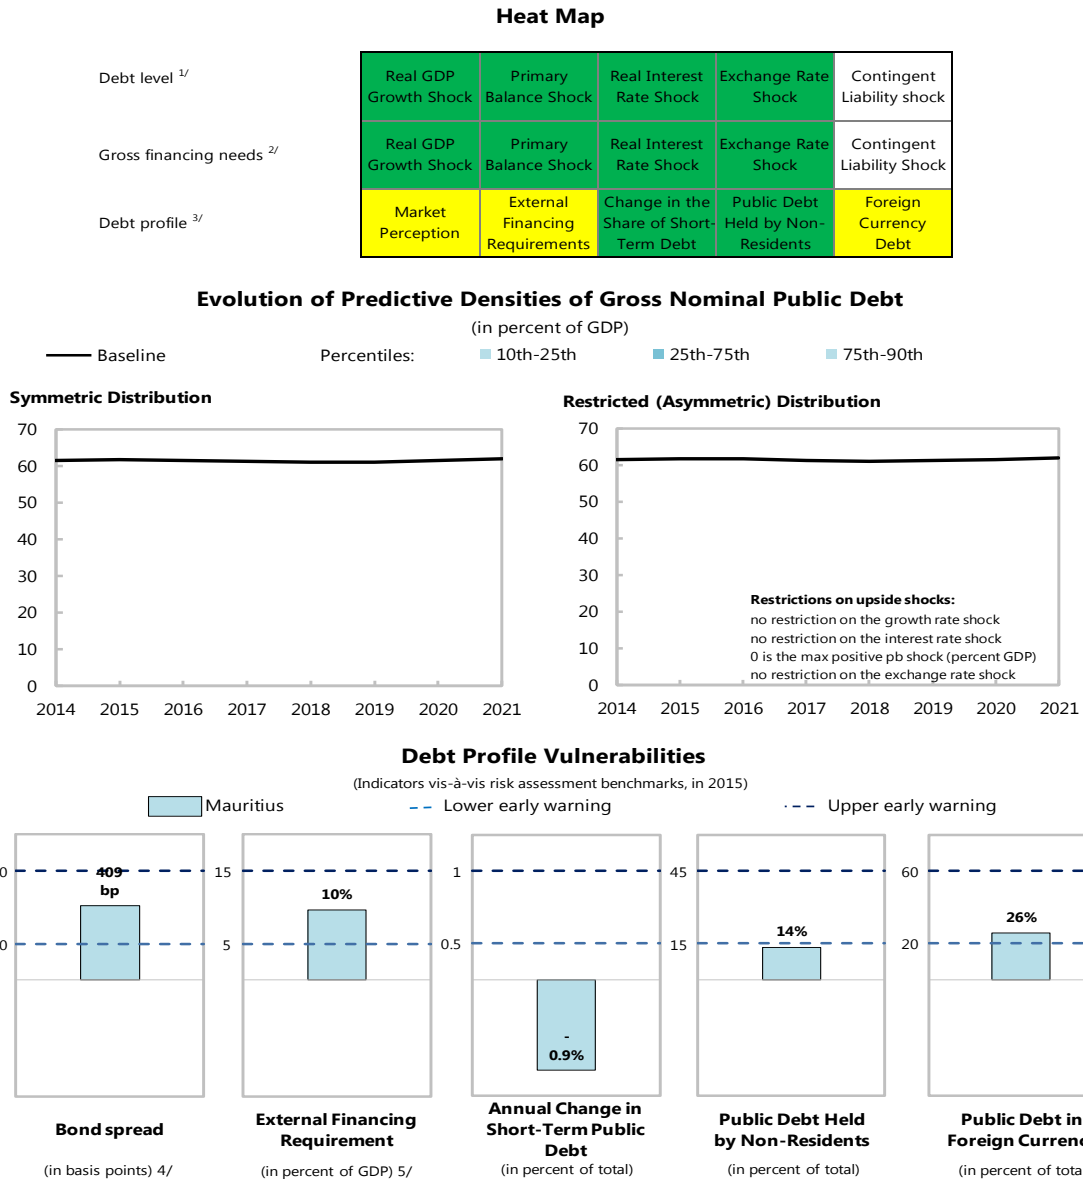 Heat Map
Debt level 1/
Real GDP Growth Shock
Primary Balance Shock
Real Interest Rate Shock
Exchange Rate Shock
Contingent Liability shock
Gross financing needs 2/
Real GDP Growth Shock
Primary Balance Shock
Real Interest Rate Shock
Exchange Rate Shock
Contingent Liability Shock
Debt profile 3/
Market Perception
External Financing Requirements
Change in the Share of Short-Term Debt
Public Debt Held by Non-Residents
Foreign Currency Debt
Evolution of Predictive Densities of Gross Nominal Public Debt
(in percent of GDP)
Baseline Percentiles: 10th-25th 25th-75th 75th-90th
Symmetric Distribution
70
60
50
40
30
20
10
0
2014 2015 2016 2017 2018 2019 2020 2021
Restricted (Asymmetric) Distribution
70
60
50
40
30
20
10
0
Restrictions on upside shocks:
no restriction on the growth rate shock
no restriction on the interest rate shock
0 is the max positive pb shock (percent GDP)
no restriction on the exchange rate shock
2014 2015 2016 2017 2018 2019 2020 2021
Debt Profile Vulnerabilities
(Indicators vis-à-vis risk assessment benchmarks, in 2015)
Mauritius Lower early warning Upper early warning
0
0
409
bp
Bond spread
(in basis points) 4/
15
5
10%
External Financing
Requirement
(in percent of GDP) 5/
1
0.5
-
0.9%
Annual Change in
Short-Term Public
Debt
(in percent of total)
45
15
14%
Public Debt Held
by Non-Residents
(in percent of total)
60
20
26%
Public Debt in
Foreign Currenc
(in percent of tota